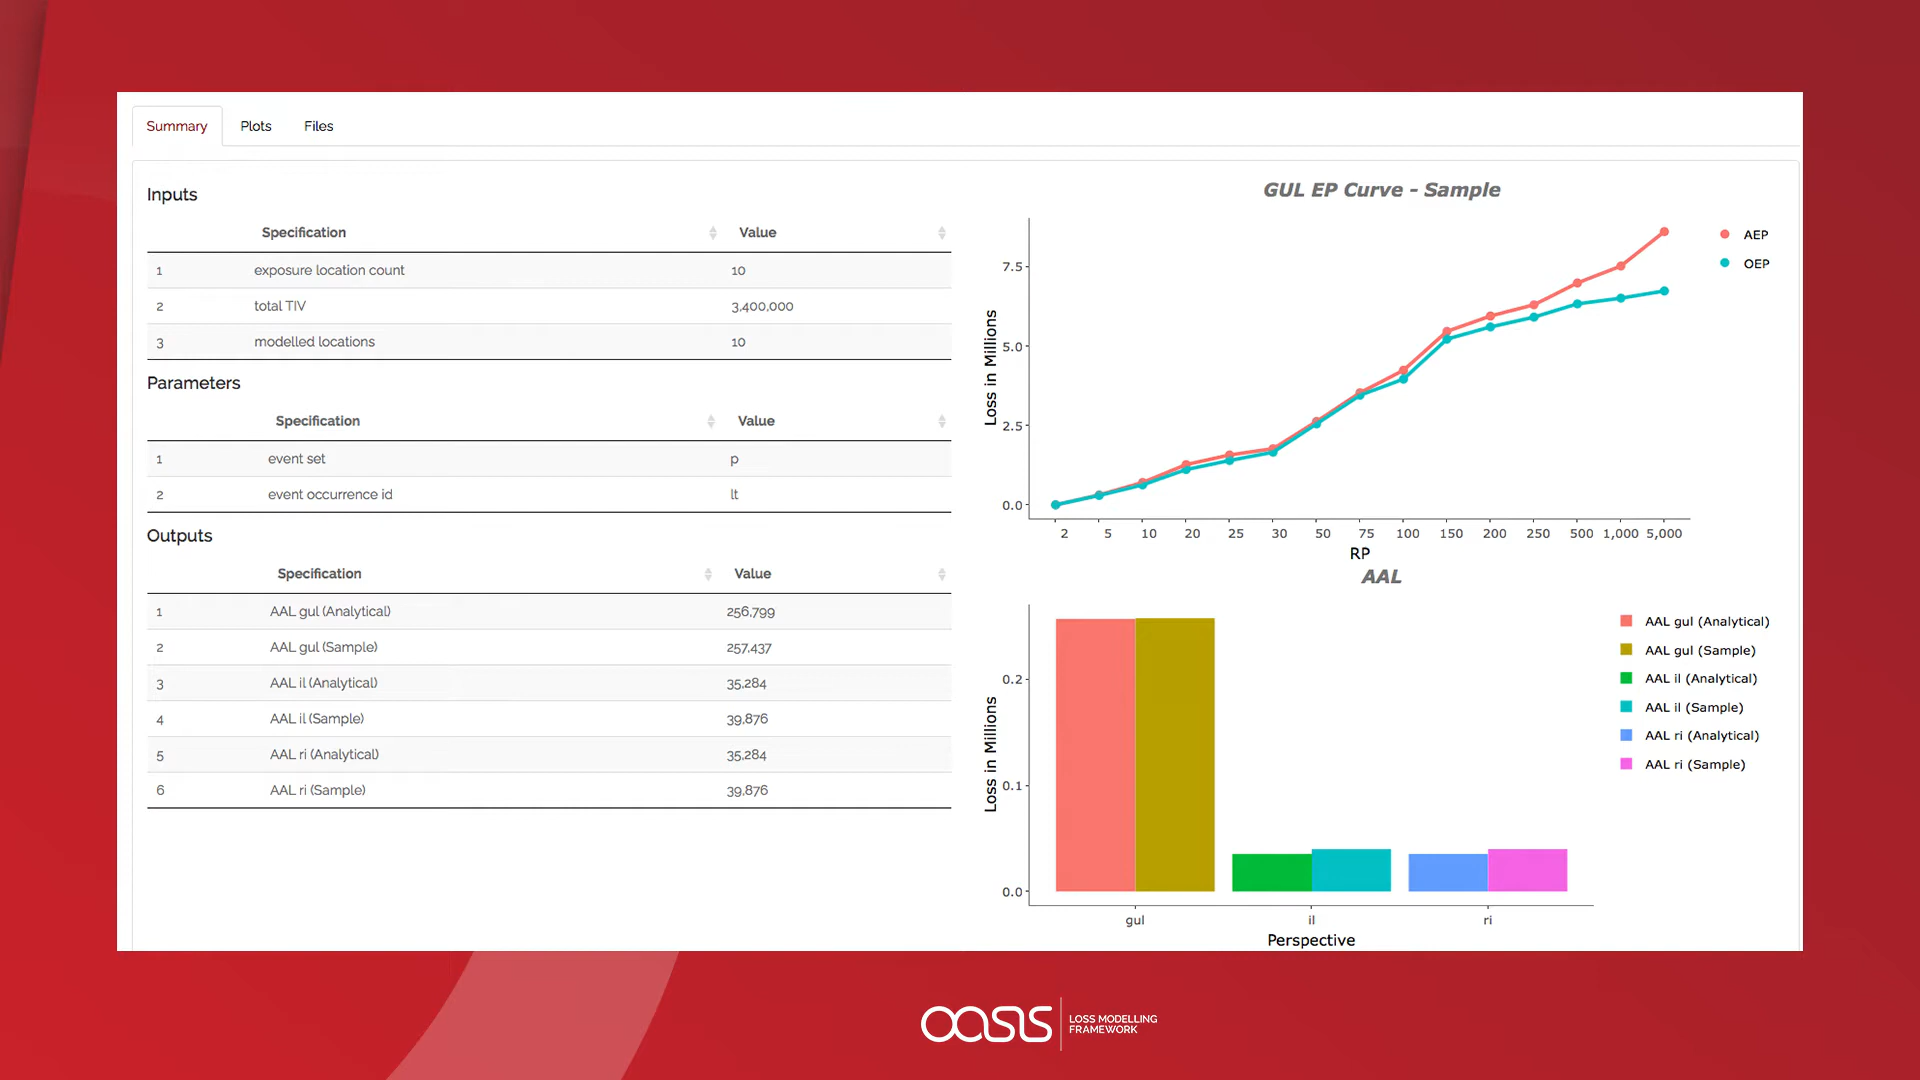 Summary Plots Files
Inputs
Specification Value
1 exposure location count 10
2 total TIV 3,400,000
3 modelled locations 10
Parameters
Specification Value
1 event set p
2 event occurrence id lt
Outputs
Specification Value
1 AAL gul (Analytical) 256,799
2 AAL gul (Sample) 257,437
3 AAL il (Analytical) 35,284
4 AAL il (Sample) 39,876
5 AAL ri (Analytical) 35,284
6 AAL ri (Sample) 39,876
GUL EP Curve - Sample
AEP
OEP
Loss in Millions
7.5
5.0
2.5
0.0
2 5 10 20 25 30 50 75 100 150 200 250 500 1,000 5,000
RP
AAL
AAL gul (Analytical)
AAL gul (Sample)
AAL il (Analytical)
AAL il (Sample)
AAL ri (Analytical)
AAL ri (Sample)
Loss in Millions
0.2
0.1
0.0
gul il ri
Perspective
OASIS
LOSS MODELLING
FRAMEWORK